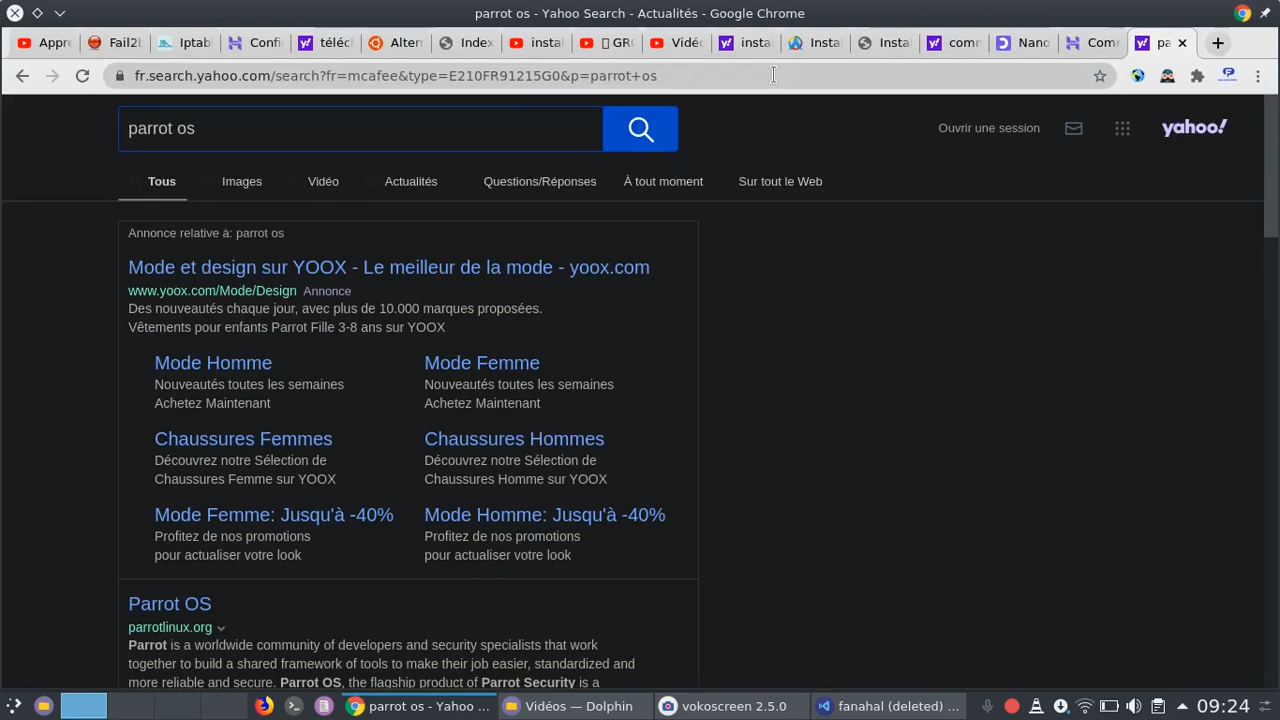 parrot os - Yahoo Search - Actualités - Google Chrome
Appre
Fail2b
Iptabl
Confi
téléch
Altern
Index
instal
GRO
Vidéo
insta
Insta
Instal
comm
Nano
Comm
pa
fr.search.yahoo.com/search?fr=mcafee&type=E210FR91215G0&p=parrot+os
parrot os
Ouvrir une session
yahoo!
Tous
Images
Vidéo
Actualités
Questions/Réponses
À tout moment
Sur tout le Web
Annonce relative à: parrot os
Mode et design sur YOOX - Le meilleur de la mode - yoox.com
www.yoox.com/Mode/Design Annonce
Des nouveautés chaque jour, avec plus de 10.000 marques proposées.
Vêtements pour enfants Parrot Fille 3-8 ans sur YOOX
Mode Homme
Nouveautés toutes les semaines
Achetez Maintenant
Mode Femme
Nouveautés toutes les semaines
Achetez Maintenant
Chaussures Femmes
Découvrez notre Sélection de
Chaussures Femme sur YOOX
Chaussures Hommes
Découvrez notre Sélection de
Chaussures Homme sur YOOX
Mode Femme: Jusqu'à -40%
Profitez de nos promotions
pour actualiser votre look
Mode Homme: Jusqu'à -40%
Profitez de nos promotions
pour actualiser votre look
Parrot OS
parrotlinux.org
Parrot is a worldwide community of developers and security specialists that work
together to build a shared framework of tools to make their job easier, standardized and
more reliable and secure. Parrot OS, the flagship product of Parrot Security is a
parrot os - Yahoo ...
Vidéos — Dolphin
vokoscreen 2.5.0
fanahal (deleted) ...
09:24